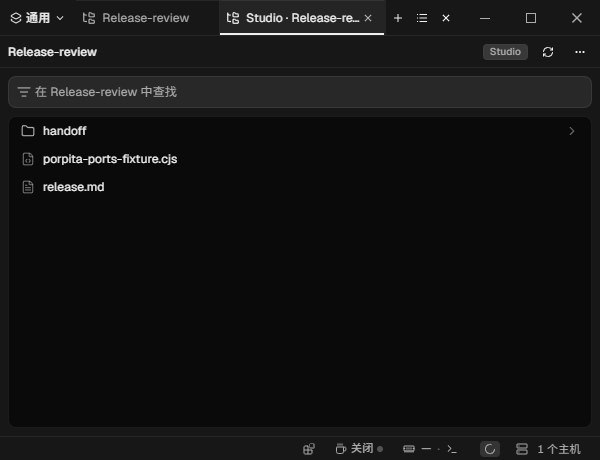 通用 Release-review Studio · Release-re...
Release-review Studio
在 Release-review 中查找
handoff
porpita-ports-fixture.cjs
release.md
关闭 — · 1 个主机